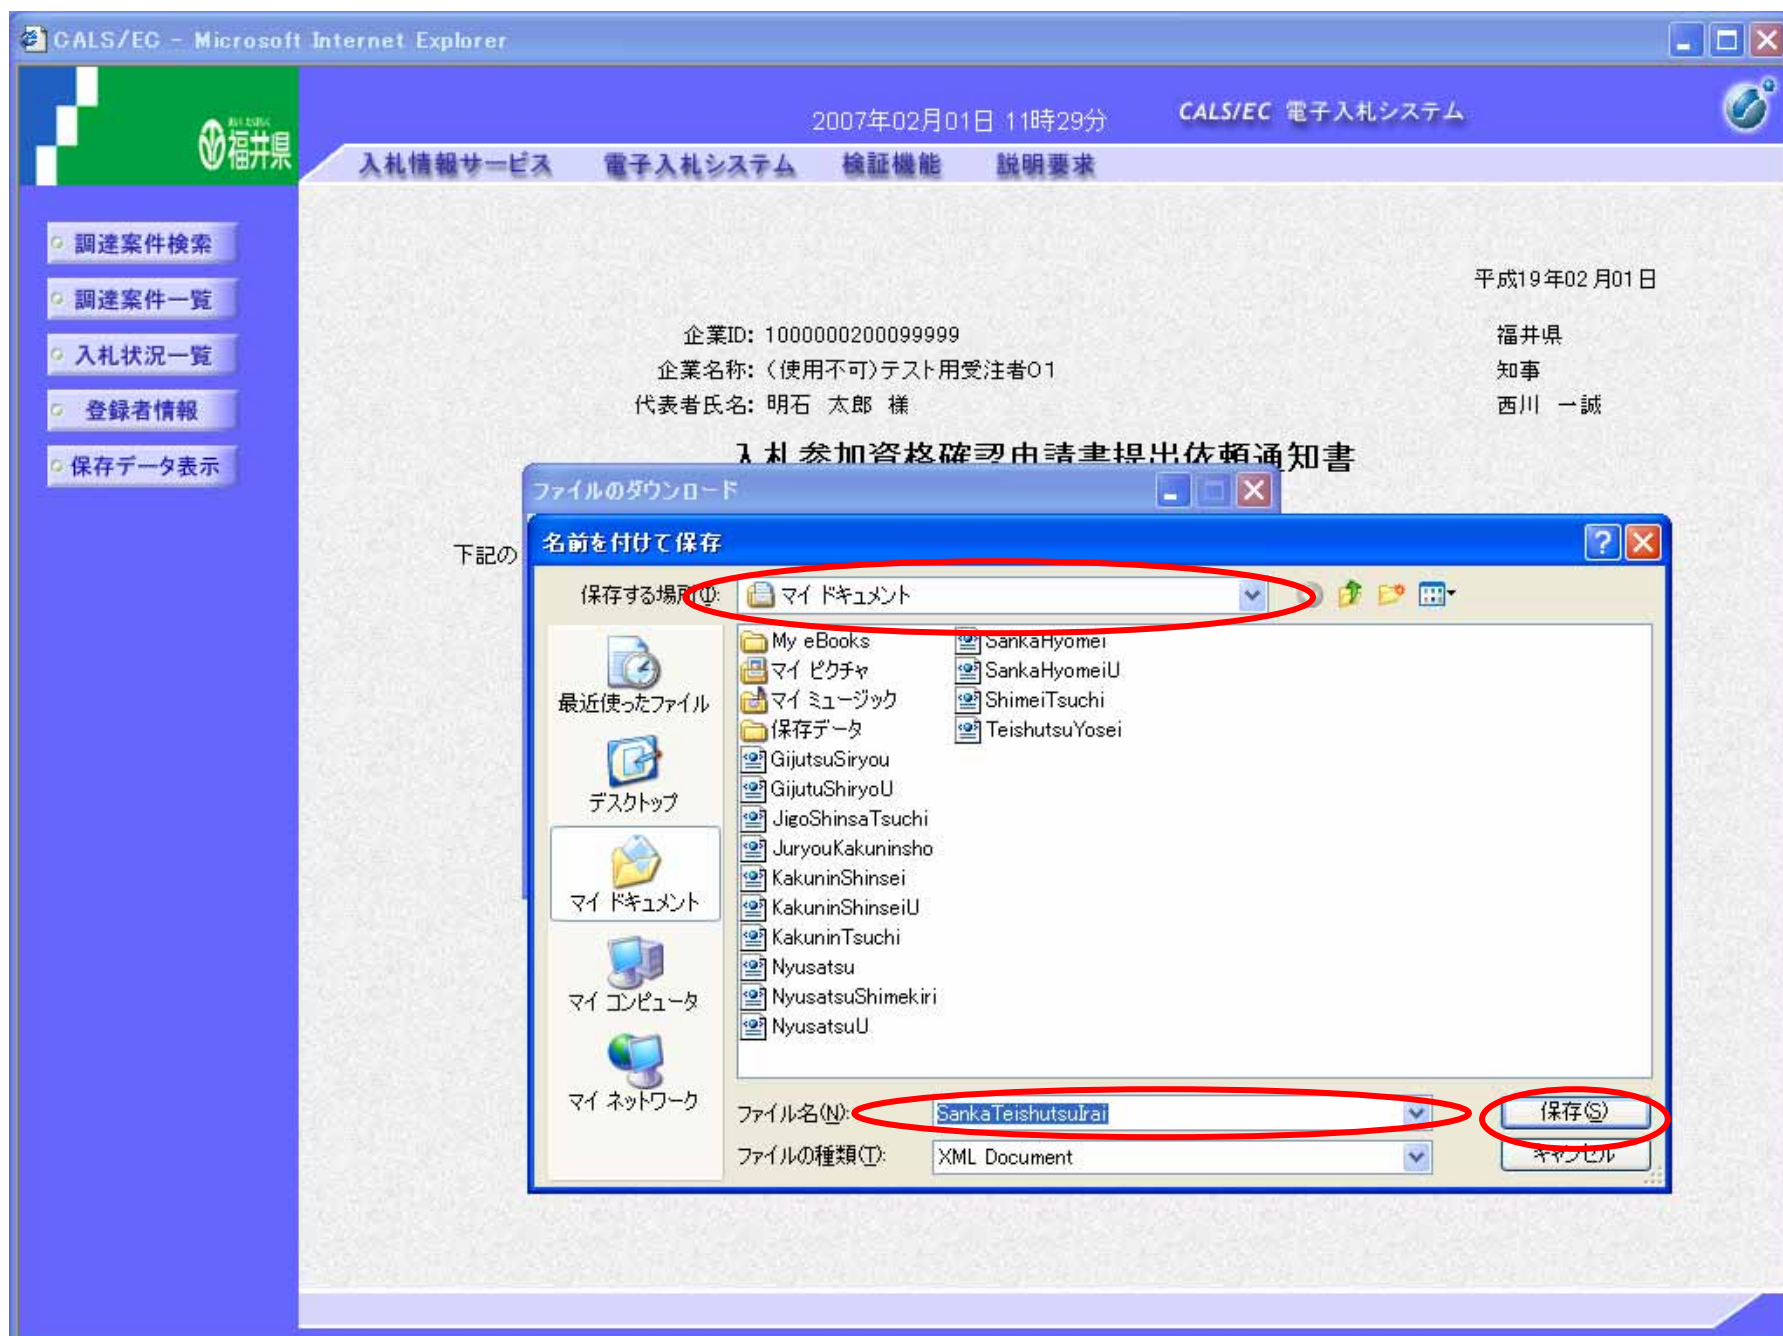 CALS/EC - Microsoft Internet Explorer
福井県
2007年02月01日 11時29分
CALS/EC 電子入札システム
入札情報サービス 電子入札システム 検証機能 説明要求
調達案件検索
調達案件一覧
入札状況一覧
登録者情報
保存データ表示
平成19年02月01日
企業ID: 1000000200099999
福井県
企業名称: (使用不可)テスト用受注者01
知事
代表者氏名: 明石 太郎 様
西川 一誠
入札参加資格確認申請書提出依頼通知書
下記の
ファイルのダウンロード
名前を付けて保存
保存する場所(I): マイ ドキュメント
最近使ったファイル
デスクトップ
マイ ドキュメント
マイ コンピュータ
マイ ネットワーク
My eBooks
マイ ピクチャ
マイ ミュージック
保存データ
GijutsuSiryou
GijutuShiryoU
JigoShinsaTsuchi
JuryouKakuninsho
KakuninShinsei
KakuninShinseiU
KakuninTsuchi
Nyusatsu
NyusatsuShimekiri
NyusatsuU
SankaHyomei
SankaHyomeiU
ShimeiTsuchi
TeishutsuYosei
ファイル名(N): SankaTeishutsuIrai 保存(S)
ファイルの種類(T): XML Document キャンセル